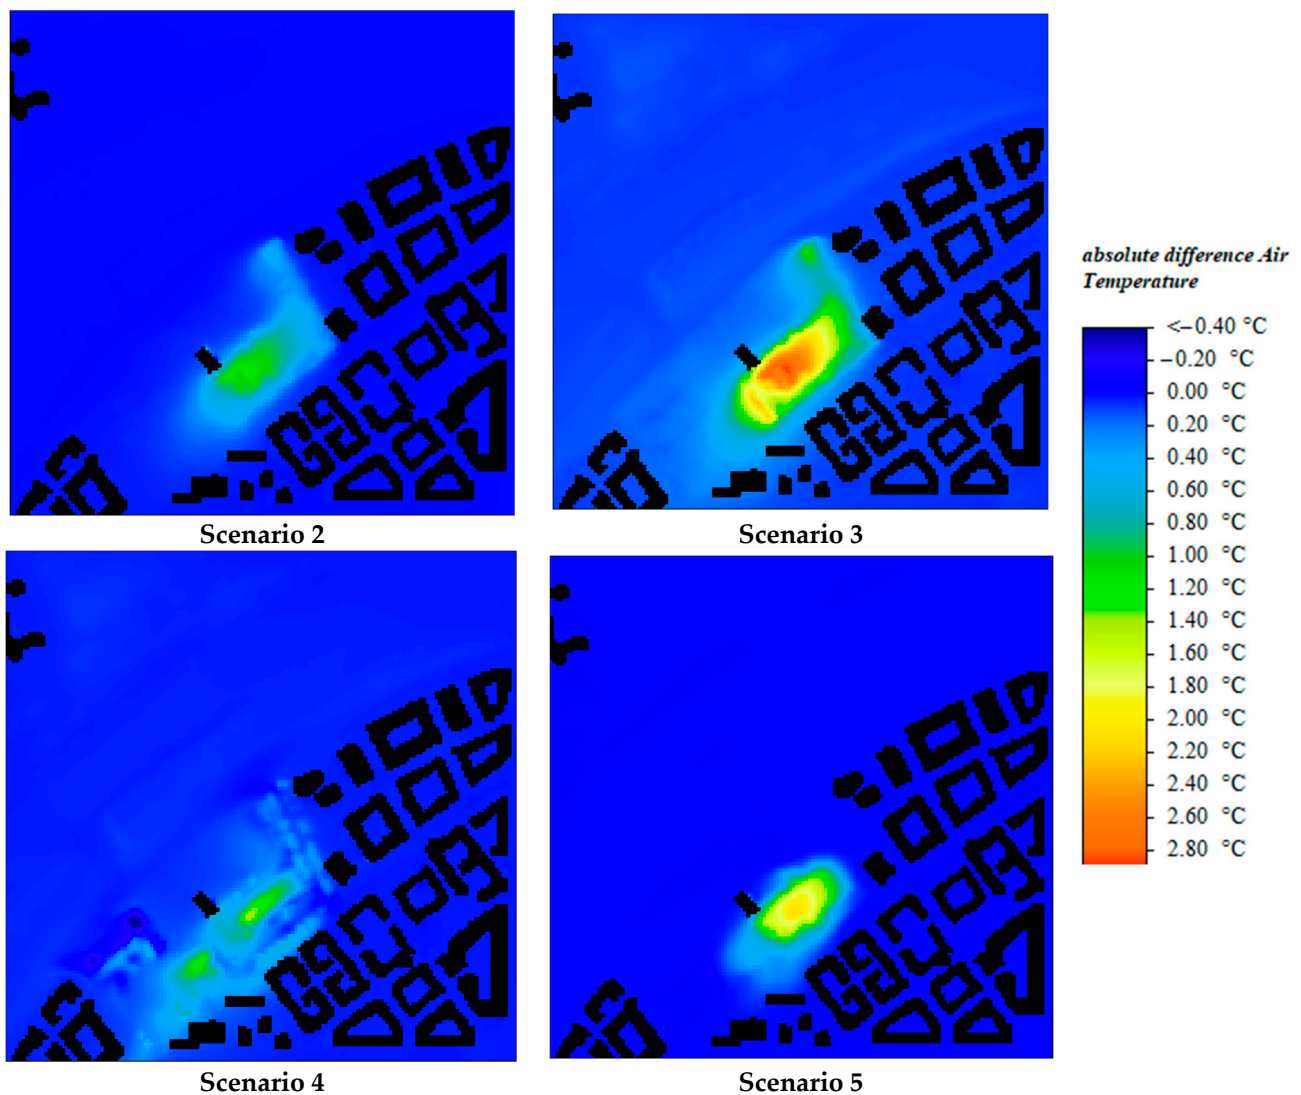 Scenario 2
Scenario 3
absolute difference Air
Temperature
<–0.40 °C
–0.20 °C
0.00 °C
0.20 °C
0.40 °C
0.60 °C
0.80 °C
1.00 °C
1.20 °C
1.40 °C
1.60 °C
1.80 °C
2.00 °C
2.20 °C
2.40 °C
2.60 °C
2.80 °C
Scenario 4
Scenario 5